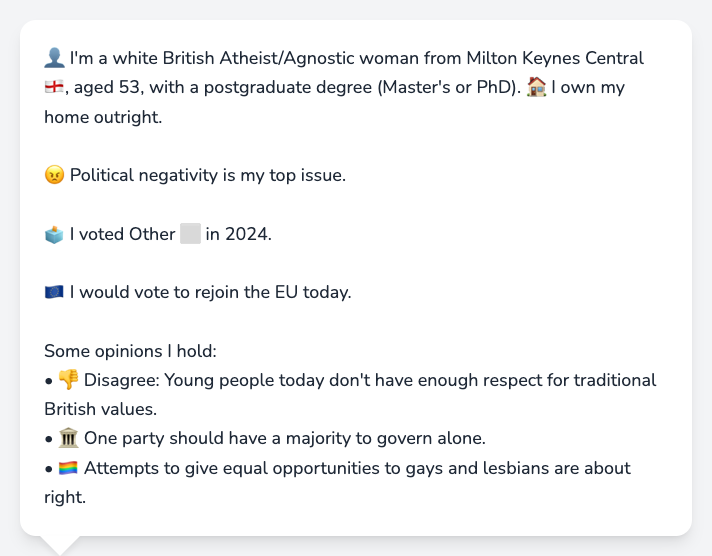 👤 I'm a white British Atheist/Agnostic woman from Milton Keynes Central
🏴󠁧󠁢󠁥󠁮󠁧󠁿, aged 53, with a postgraduate degree (Master's or PhD). 🏠 I own my
home outright.
😠 Political negativity is my top issue.
🗳️ I voted Other ⬜ in 2024.
🇪🇺 I would vote to rejoin the EU today.
Some opinions I hold:
• 👎 Disagree: Young people today don't have enough respect for traditional
British values.
• 🏛️ One party should have a majority to govern alone.
• 🏳️‍🌈 Attempts to give equal opportunities to gays and lesbians are about
right.